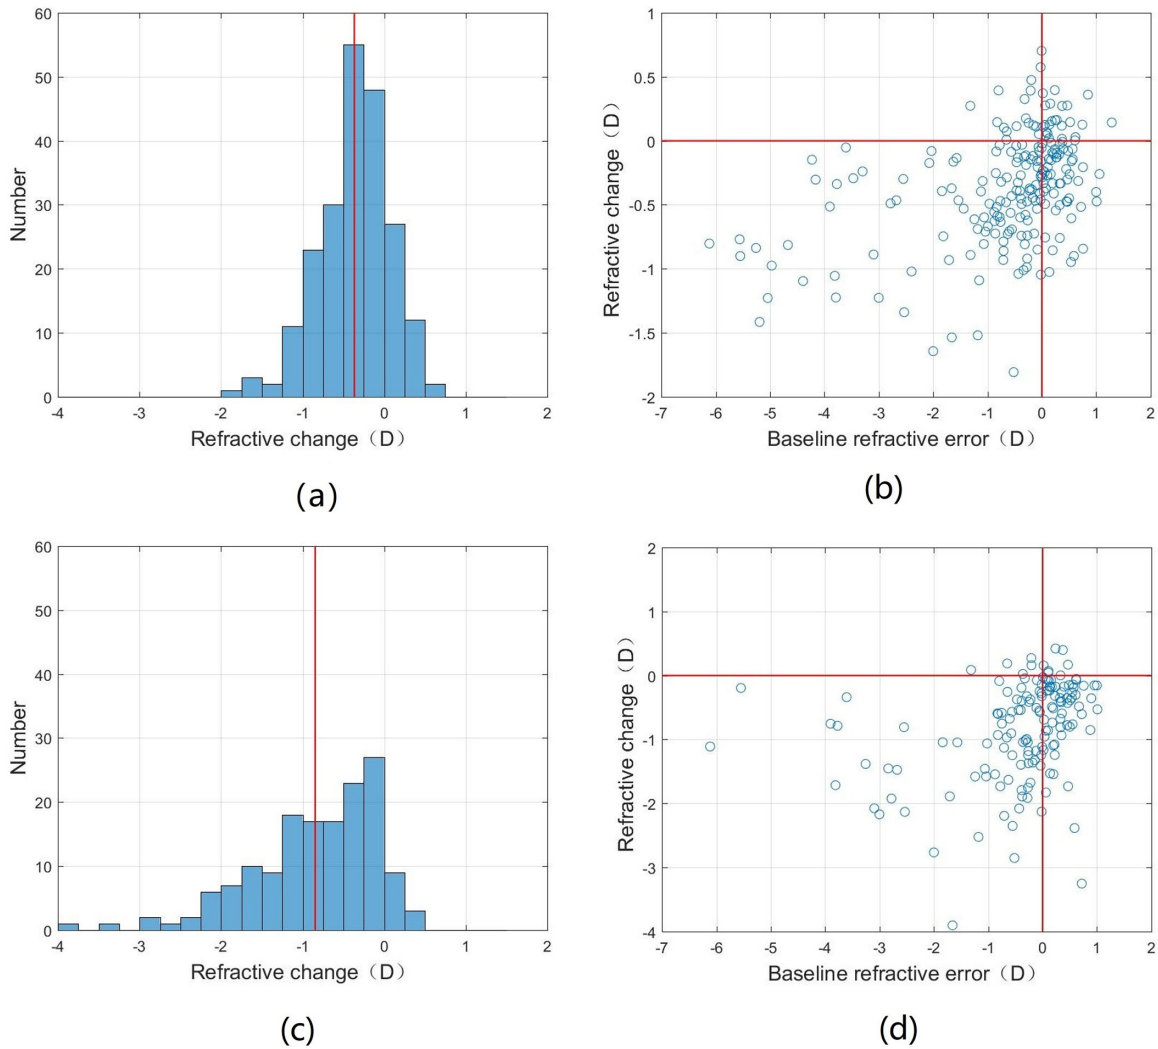 60
50
40
30
20
10
0
Number
-4 -3 -2 -1 0 1 2
Refractive change（D）
(a)
1
0.5
0
-0.5
-1
-1.5
-2
Refractive change（D）
-7 -6 -5 -4 -3 -2 -1 0 1 2
Baseline refractive error（D）
(b)
60
50
40
30
20
10
0
Number
-4 -3 -2 -1 0 1 2
Refractive change（D）
(c)
2
1
0
-1
-2
-3
-4
Refractive change（D）
-7 -6 -5 -4 -3 -2 -1 0 1 2
Baseline refractive error（D）
(d)